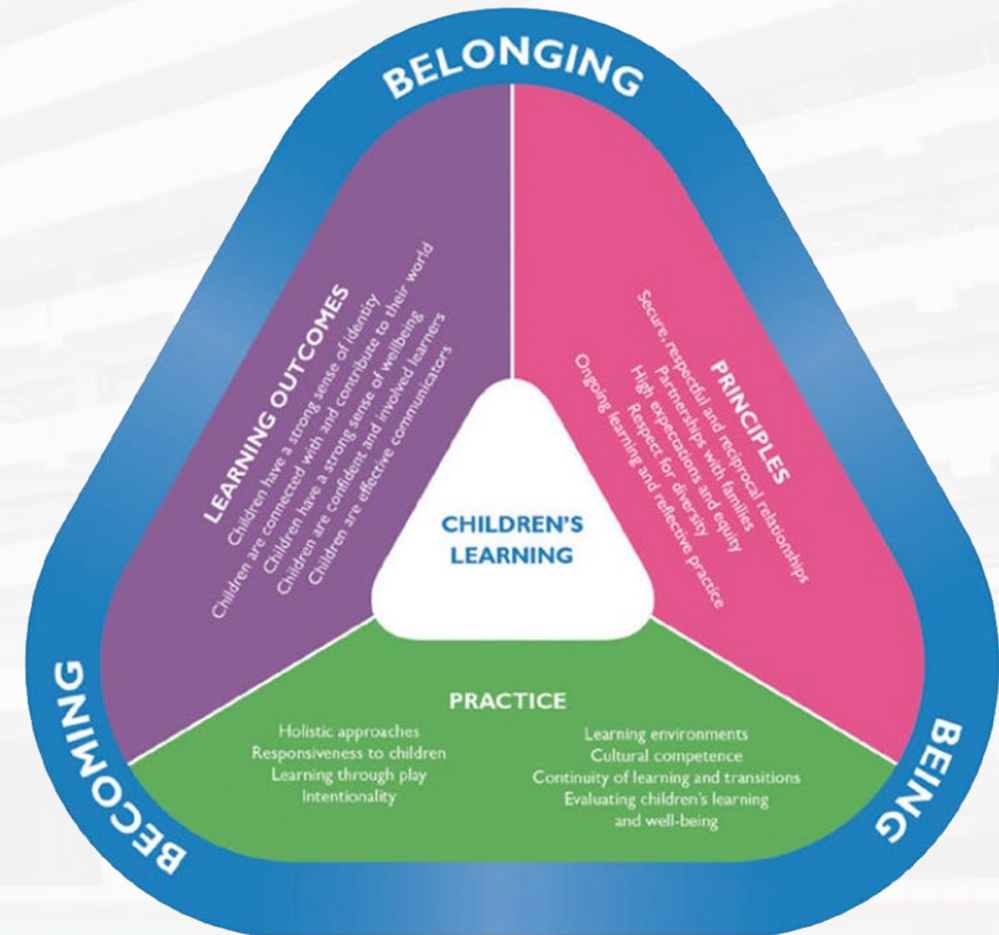 BELONGING
LEARNING OUTCOMES
Children have a strong sense of identity
Children are connected with and contribute to their world
Children have a strong sense of wellbeing
Children are confident and involved learners
Children are effective communicators
PRINCIPLES
Secure, respectful and reciprocal relationships
Partnerships with families
High expectations and equity
Respect for diversity
Ongoing learning and reflective practice
CHILDREN'S
LEARNING
PRACTICE
Holistic approaches
Responsiveness to children
Learning through play
Intentionality
Learning environments
Cultural competence
Continuity of learning and transitions
Evaluating children's learning
and well-being
BECOMING
BEING